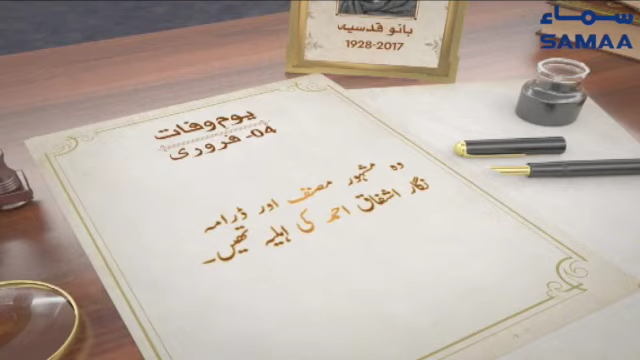 سماء
SAMAA
بانو قدسیہ
1928-2017
یوم وفات
04- فروری
وہ مشہور مصنف اور ڈرامہ
نگار اشفاق احمد کی اہلیہ تھیں۔